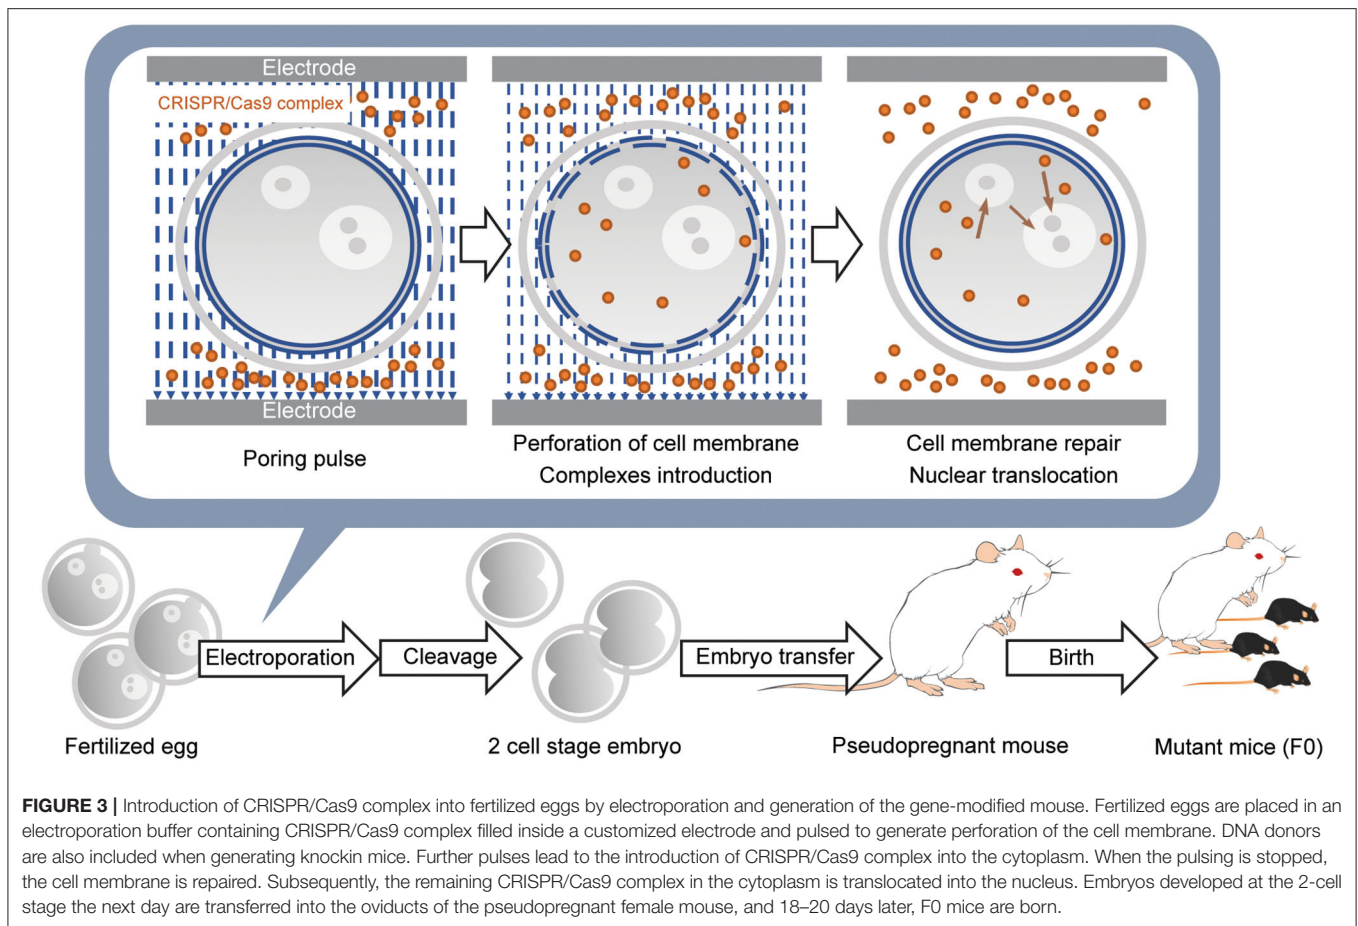 Electrode
CRISPR/Cas9 complex
Electrode
Poring pulse
Perforation of cell membrane
Complexes introduction
Cell membrane repair
Nuclear translocation
Electroporation
Cleavage
Embryo transfer
Birth
Fertilized egg
2 cell stage embryo
Pseudopregnant mouse
Mutant mice (F0)
FIGURE 3 | Introduction of CRISPR/Cas9 complex into fertilized eggs by electroporation and generation of the gene-modified mouse. Fertilized eggs are placed in an
electroporation buffer containing CRISPR/Cas9 complex filled inside a customized electrode and pulsed to generate perforation of the cell membrane. DNA donors
are also included when generating knockin mice. Further pulses lead to the introduction of CRISPR/Cas9 complex into the cytoplasm. When the pulsing is stopped,
the cell membrane is repaired. Subsequently, the remaining CRISPR/Cas9 complex in the cytoplasm is translocated into the nucleus. Embryos developed at the 2-cell
stage the next day are transferred into the oviducts of the pseudopregnant female mouse, and 18–20 days later, F0 mice are born.